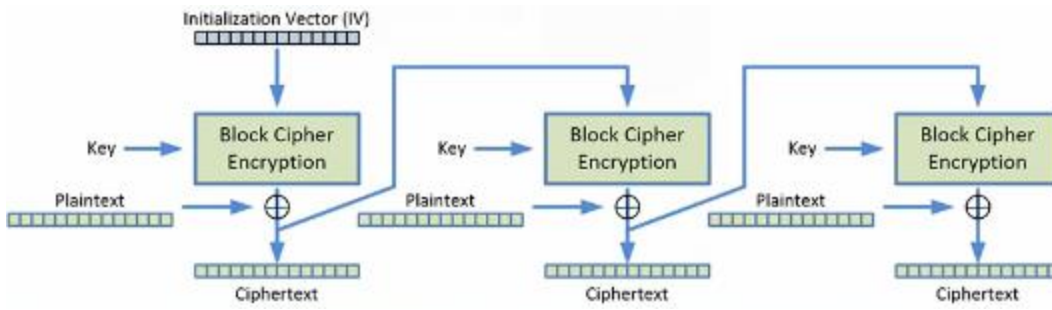 Initialization Vector (IV)
Block Cipher
Encryption
Block Cipher
Encryption
Block Cipher
Encryption
Key
Key
Key
Plaintext
Plaintext
Plaintext
Ciphertext
Ciphertext
Ciphertext